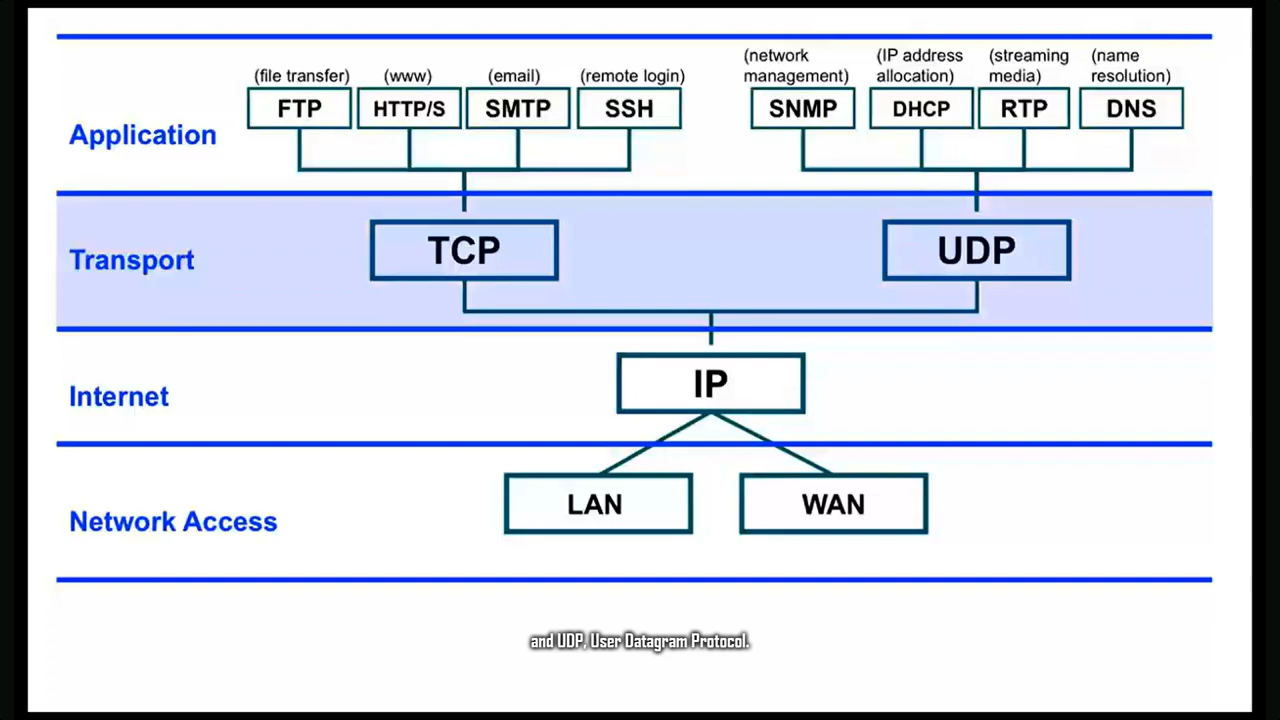 (file transfer)
(www)
(email)
(remote login)
(network
management)
(IP address
allocation)
(streaming
media)
(name
resolution)
Application
FTP
HTTP/S
SMTP
SSH
SNMP
DHCP
RTP
DNS
Transport
TCP
UDP
Internet
IP
Network Access
LAN
WAN
and UDP, User Datagram Protocol.